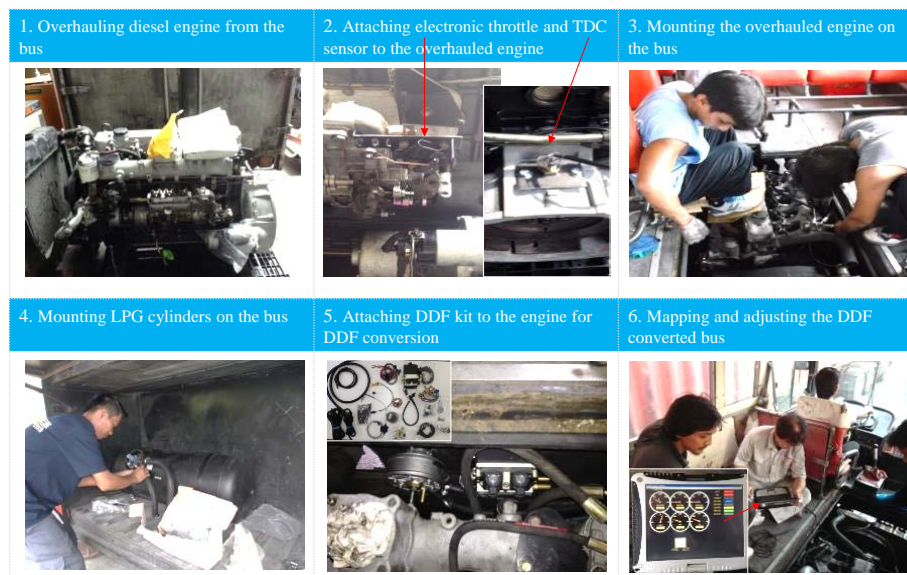 1. Overhauling diesel engine from the
bus
2. Attaching electronic throttle and TDC
sensor to the overhauled engine
3. Mounting the overhauled engine on
the bus
4. Mounting LPG cylinders on the bus
5. Attaching DDF kit to the engine for
DDF conversion
6. Mapping and adjusting the DDF
converted bus